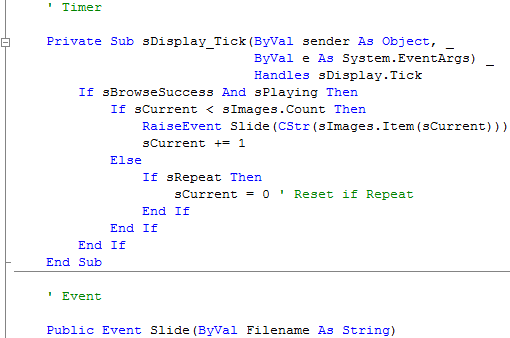 ' Timer
Private Sub sDisplay_Tick(ByVal sender As Object, _
ByVal e As System.EventArgs) _
Handles sDisplay.Tick
If sBrowseSuccess And sPlaying Then
If sCurrent < sImages.Count Then
RaiseEvent Slide(CStr(sImages.Item(sCurrent)))
sCurrent += 1
Else
If sRepeat Then
sCurrent = 0 ' Reset if Repeat
End If
End If
End If
End Sub
' Event
Public Event Slide(ByVal Filename As String)